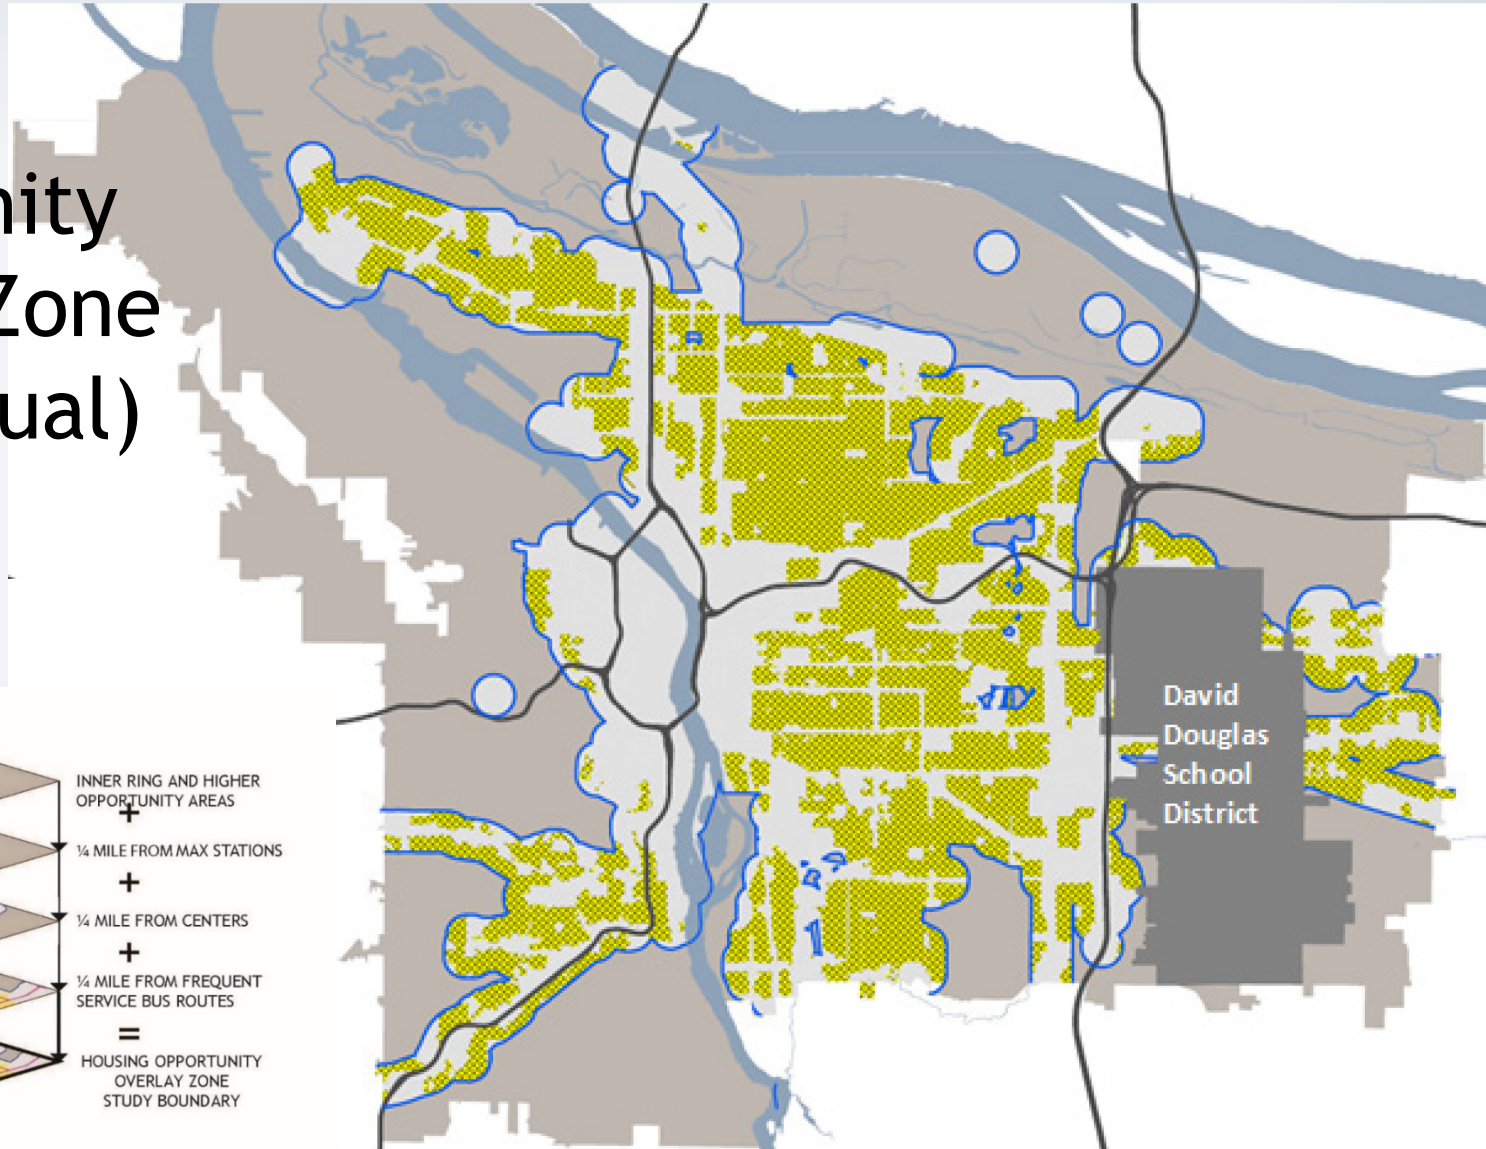 nity
Zone
ual)
David
Douglas
School
District
INNER RING AND HIGHER
OPPORTUNITY AREAS
+
¼ MILE FROM MAX STATIONS
+
¼ MILE FROM CENTERS
+
¼ MILE FROM FREQUENT
SERVICE BUS ROUTES
=
HOUSING OPPORTUNITY
OVERLAY ZONE
STUDY BOUNDARY